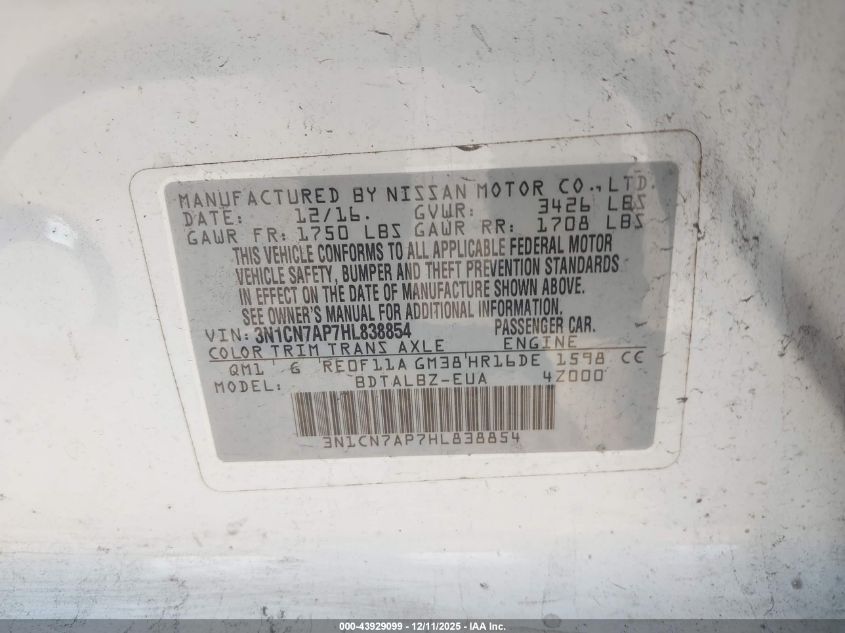 MANUFACTURED BY NISSAN MOTOR CO., LTD.
DATE: 12/16. GVWR: 3426 LBS
GAWR FR: 1750 LBS GAWR RR: 1708 LBS
THIS VEHICLE CONFORMS TO ALL APPLICABLE FEDERAL MOTOR
VEHICLE SAFETY, BUMPER AND THEFT PREVENTION STANDARDS
IN EFFECT ON THE DATE OF MANUFACTURE SHOWN ABOVE.
SEE OWNER'S MANUAL FOR ADDITIONAL INFORMATION.
VIN: 3N1CN7AP7HL838854 PASSENGER CAR.
COLOR TRIM TRANS AXLE ENGINE
QM1 G RE0F11A GM38 HR16DE 1598 CC
MODEL: BDTALBZ-EUA 4Z000
3N1CN7AP7HL838854
000-43929099 - 12/11/2025 - IAA Inc.